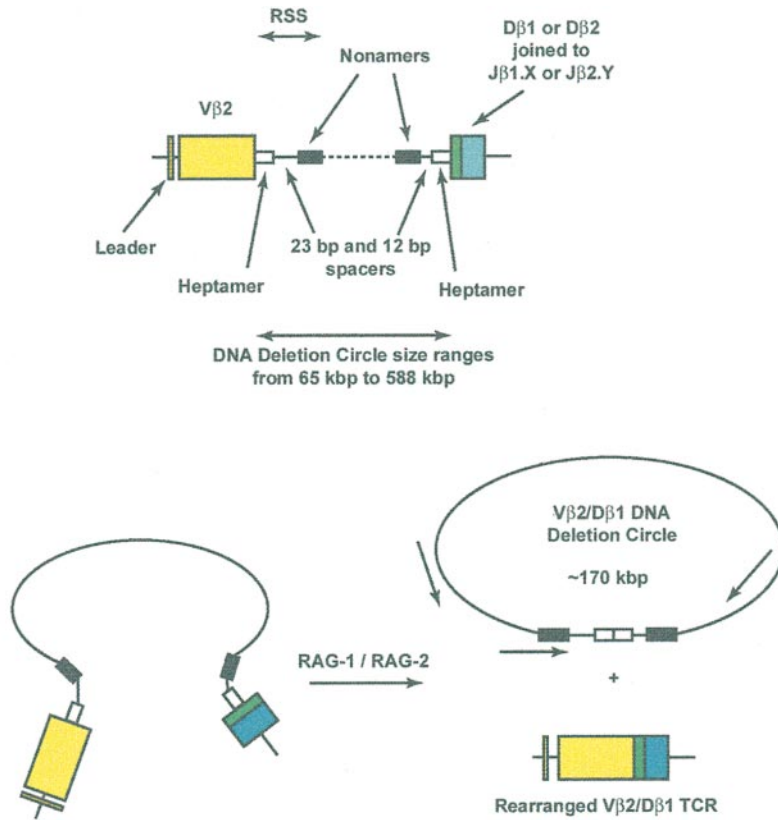 RSS
Nonamers
Dβ1 or Dβ2
joined to
Jβ1.X or Jβ2.Y
Vβ2
Leader
23 bp and 12 bp
spacers
Heptamer
Heptamer
DNA Deletion Circle size ranges
from 65 kbp to 588 kbp
Vβ2/Dβ1 DNA
Deletion Circle
~170 kbp
RAG-1 / RAG-2
+
Rearranged Vβ2/Dβ1 TCR